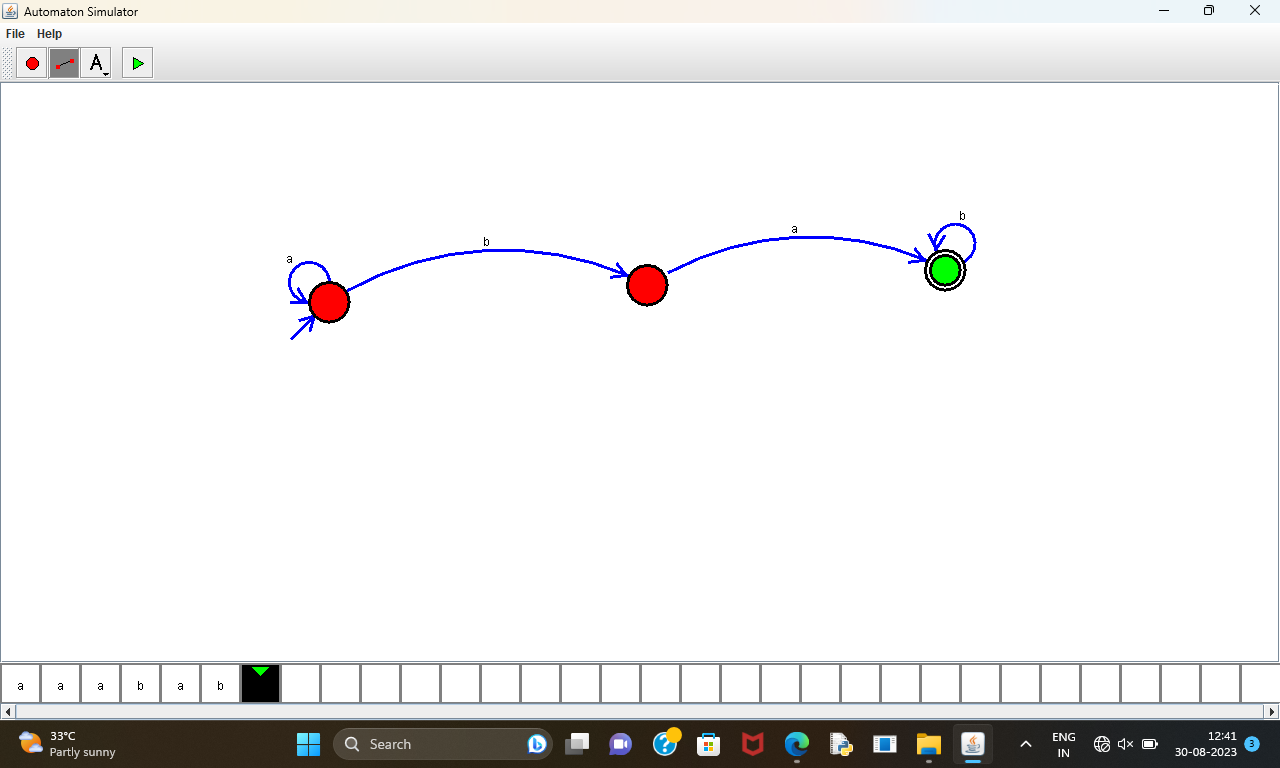 Automaton Simulator
File Help
A
b
a
b
a
a a a b a b
33°C
Partly sunny
Search
ENG
IN
12:41
30-08-2023
3